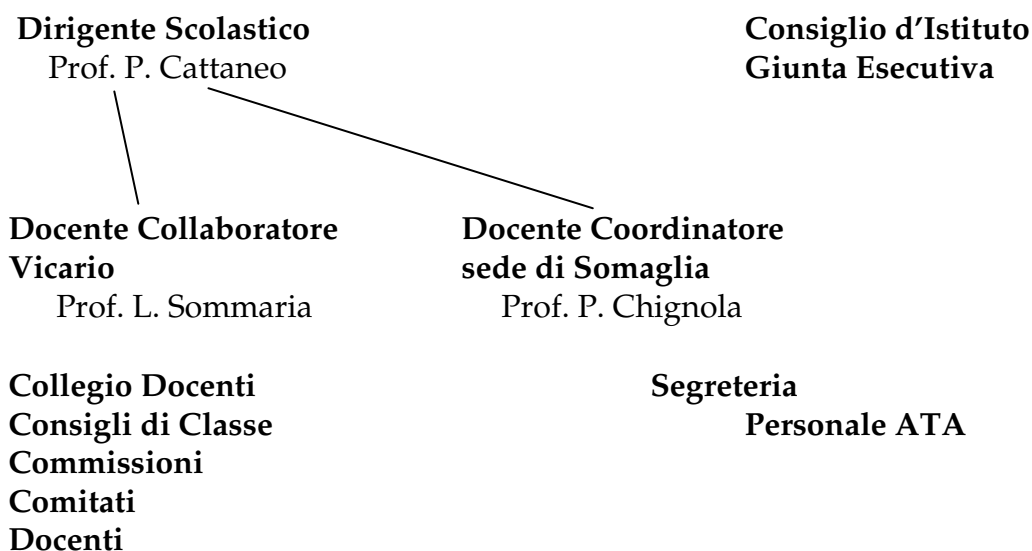 Dirigente Scolastico
Prof. P. Cattaneo
Consiglio d’Istituto
Giunta Esecutiva
Docente Collaboratore
Vicario
Prof. L. Sommaria
Docente Coordinatore
sede di Somaglia
Prof. P. Chignola
Collegio Docenti
Consigli di Classe
Commissioni
Comitati
Docenti
Segreteria
Personale ATA